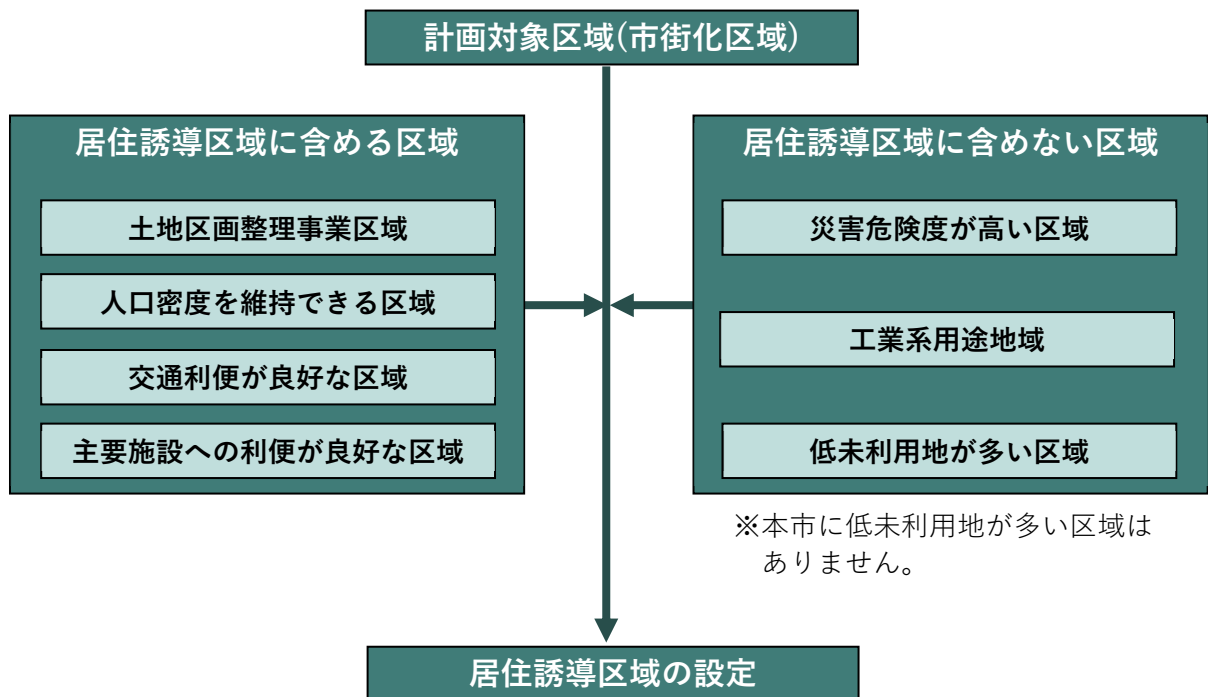 計画対象区域(市街化区域)
居住誘導区域に含める区域
土地区画整理事業区域
人口密度を維持できる区域
交通利便が良好な区域
主要施設への利便が良好な区域
居住誘導区域に含めない区域
災害危険度が高い区域
工業系用途地域
低未利用地が多い区域
※本市に低未利用地が多い区域は
ありません。
居住誘導区域の設定